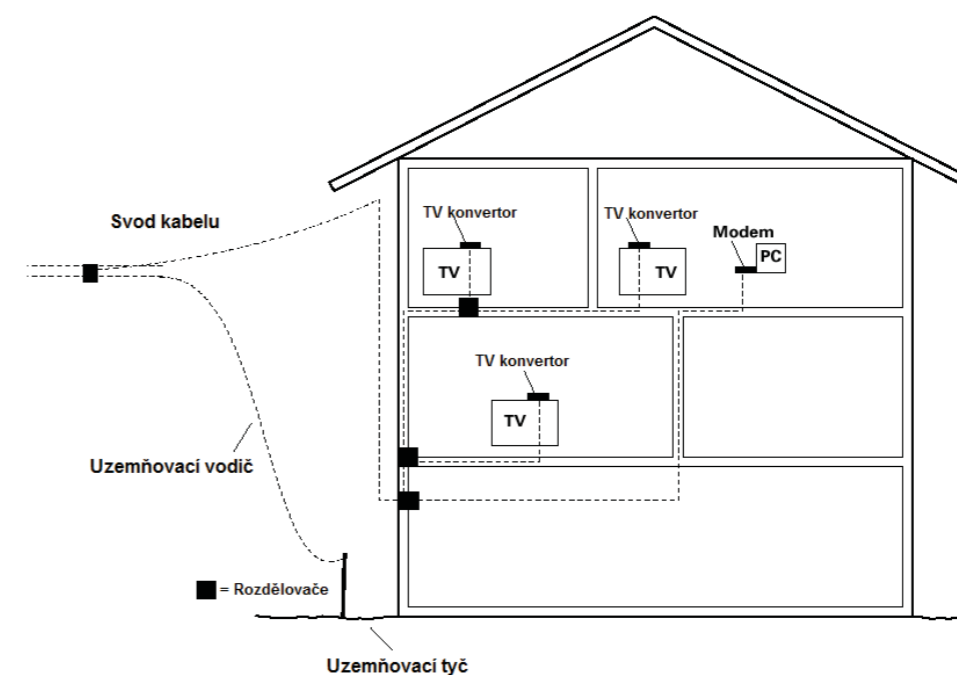 Svod kabelu
TV konvertor
TV konvertor
Modem
PC
TV
TV
TV konvertor
TV
Uzemňovací vodič
= Rozdělovače
Uzemňovací tyč